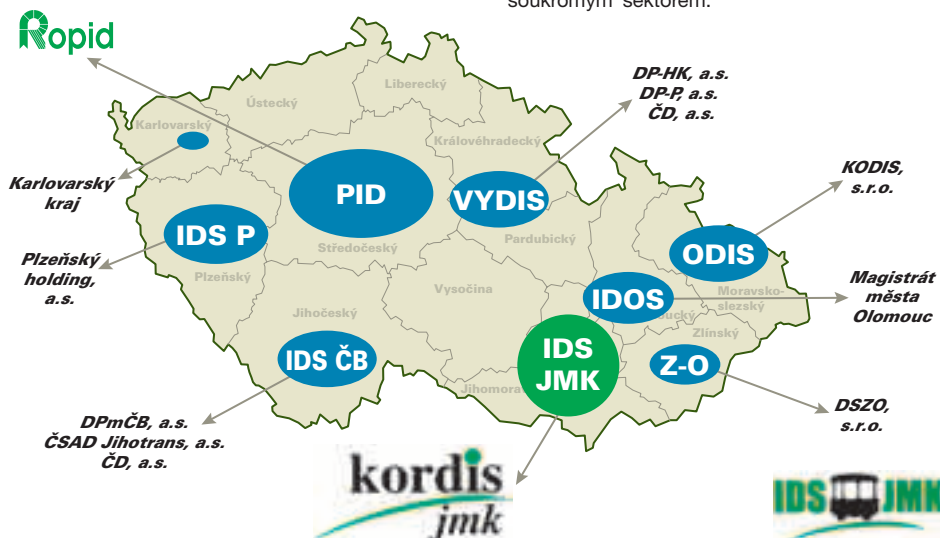 soukromým sektorem.
Ropid
DP-HK, a.s.
DP-P, a.s.
ČD, a.s.
Liberecký
Ústecký
Karlovarský
Královéhradecký
KODIS,
s.r.o.
Karlovarský
kraj
PID
VYDIS
IDS P
Středočeský
Pardubický
ODIS
Plzeňský
holding,
a.s.
Plzeňský
Vysočina
IDOS
Moravsko-
slezský
Magistrát
města
Olomouc
Jihočeský
Zlínský
IDS ČB
IDS
JMK
Z-O
DPmČB, a.s.
ČSAD Jihotrans, a.s.
ČD, a.s.
DSZO,
s.r.o.
kordis
jmk
IDS JMK